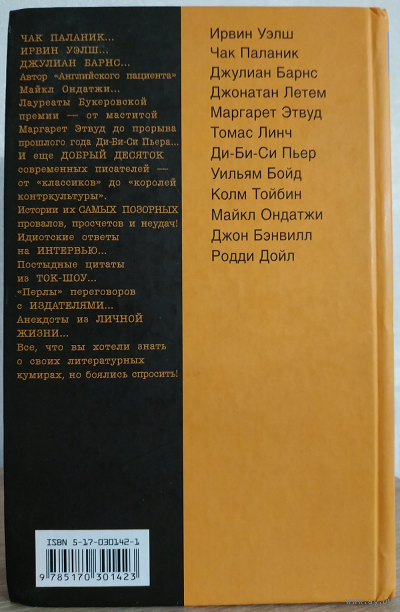 ЧАК ПАЛАНИК...
ИРВИН УЭЛШ...
ДЖУЛИАН БАРНС...
Автор «Английского пациента»
Майкл Ондатжи...
Лауреаты Букеровской
премии — от маститой
Маргарет Этвуд до прорыва
прошлого года Ди-Би-Си Пьера...
И еще ДОБРЫЙ ДЕСЯТОК
современных писателей —
от «классиков» до «королей
контркультуры».
Истории их САМЫХ ПОЗОРНЫХ
провалов, просчетов и неудач!
Идиотские ответы
на ИНТЕРВЬЮ...
Постыдные цитаты
из ТОК-ШОУ...
"Перлы" переговоров
с ИЗДАТЕЛЯМИ...
Анекдоты из ЛИЧНОЙ
ЖИЗНИ...
Все, что вы хотели знать
о своих литературных
кумирах, но боялись спросить!
Ирвин Уэлш
Чак Паланик
Джулиан Барнс
Джонатан Летем
Маргарет Этвуд
Томас Линч
Ди-Би-Си Пьер
Уильям Бойд
Колм Тойбин
Майкл Ондатжи
Джон Бэнвилл
Родди Дойл
ISBN 5-17-030142-1
9 785170 301423